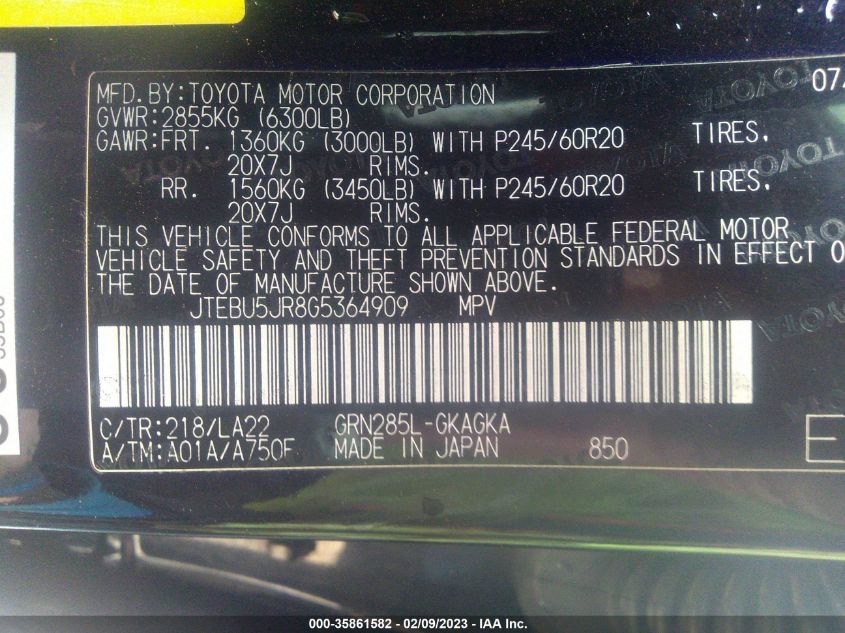 MFD.BY:TOYOTA MOTOR CORPORATION 07
GVWR:2855KG (6300LB)
GAWR:FRT. 1360KG (3000LB) WITH P245/60R20 TIRES.
20X7J RIMS.
RR. 1560KG (3450LB) WITH P245/60R20 TIRES.
20X7J RIMS.
THIS VEHICLE CONFORMS TO ALL APPLICABLE FEDERAL MOTOR
VEHICLE SAFETY AND THEFT PREVENTION STANDARDS IN EFFECT O
THE DATE OF MANUFACTURE SHOWN ABOVE.
JTEBU5JR8G5364909 MPV
C/TR:218/LA22 GRN285L-GKAGKA
A/TM:A01A/A750F MADE IN JAPAN 850
E
000-35861582 - 02/09/2023 - IAA Inc.